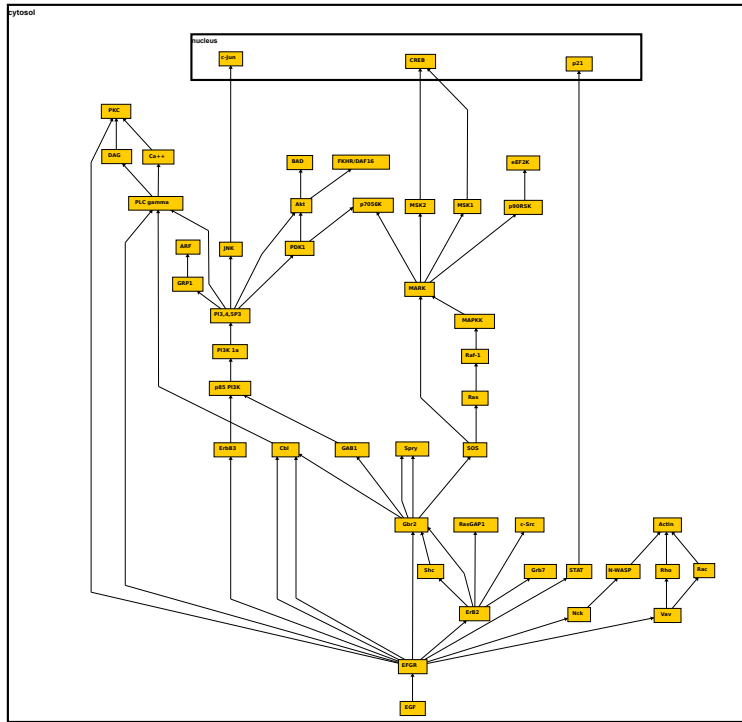 cytosol
nucleus
c-jun
CREB
p21
PKC
DAG
Ca++
BAD
FKHR/DAF16
eEF2K
PLC gamma
Akt
p7056K
MSK2
MSK1
p90RSK
ARF
JNK
PDK1
GRP1
MARK
PI3,4,5P3
MAPKK
PI3K 1a
Raf-1
p85 PI3K
Ras
ErbB3
Cbl
GAB1
Spry
SOS
Gbr2
RasGAP1
c-Src
Actin
Shc
Grb7
STAT
N-WASP
Rho
Rac
ErB2
Nck
Vav
EFGR
EGF